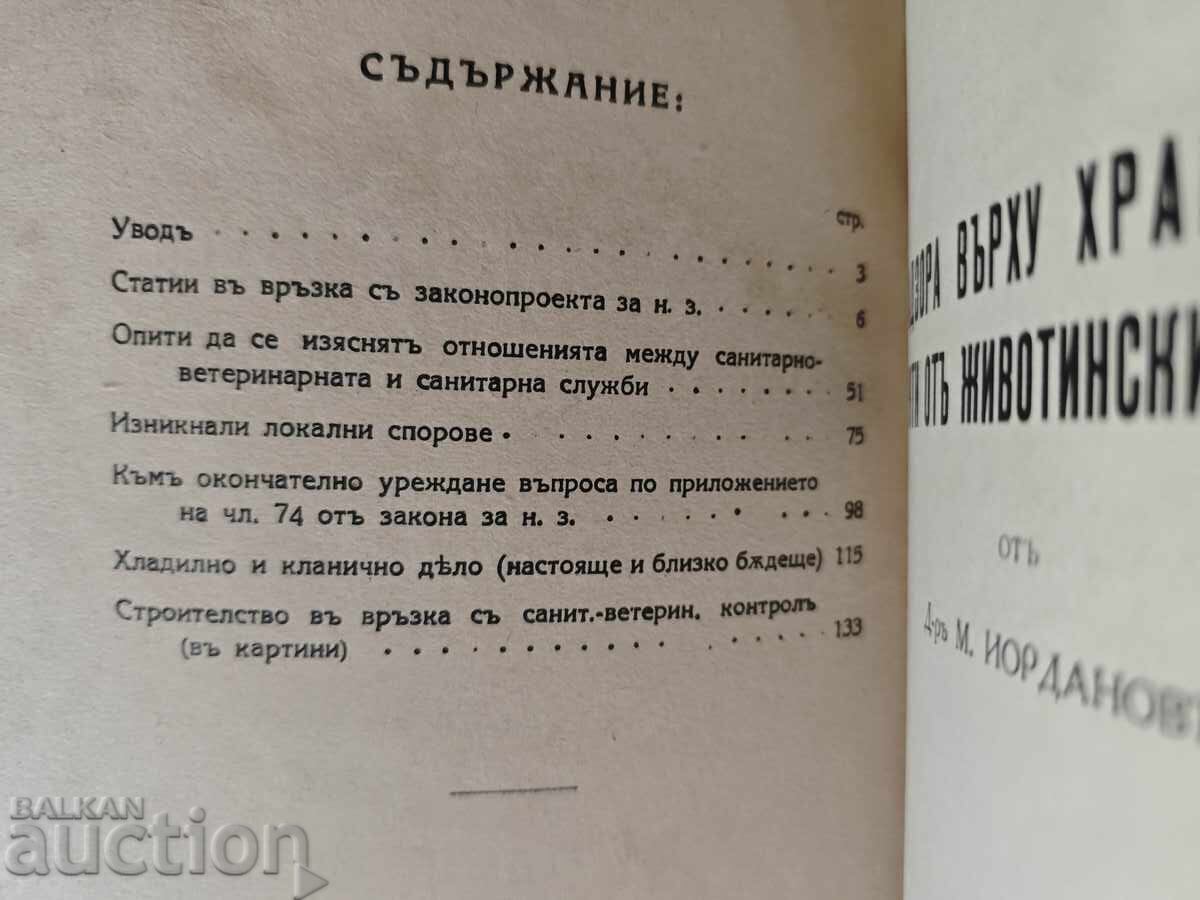 СЪДЪРЖАНИЕ:
стр.
Уводъ . . . . . . . . . . . . . . . . 3
Статии въ връзка съ законопроекта за н. з. . . . . . . 6
Опити да се изяснятъ отношенията между санитарно-
ветеринарната и санитарна служби . . . . . . . . 51
Изникнали локални спорове . . . . . . . . . . 75
Къмъ окончателно уреждане въпроса по приложението
на чл. 74 отъ закона за н. з. . . . . . . . . . 98
Хладилно и кланично дѣло (настояще и близко бѫдеще) 115
Строителство въ връзка съ санит.-ветерин. контролъ
(въ картини) . . . . . . . . . . . . . . . 133
ВЪРХУ ХРА
ОТЪ ЖИВОТИНСКИ
отъ
Д-ръ М. ИОРДАНОВЪ
BALKAN
auction